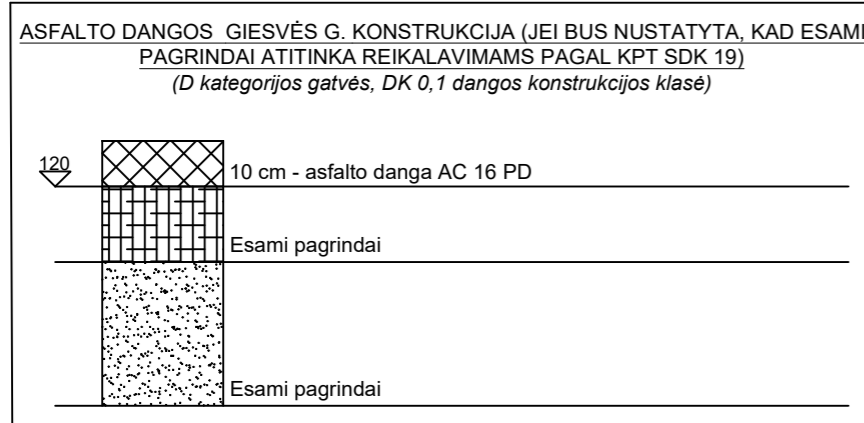 ASFALTO DANGOS GIESVĖS G. KONSTRUKCIJA (JEI BUS NUSTATYTA, KAD ESAMI
PAGRINDAI ATITINKA REIKALAVIMAMS PAGAL KPT SDK 19)
(D kategorijos gatvės, DK 0,1 dangos konstrukcijos klasė)
120
10 cm - asfalto danga AC 16 PD
Esami pagrindai
Esami pagrindai